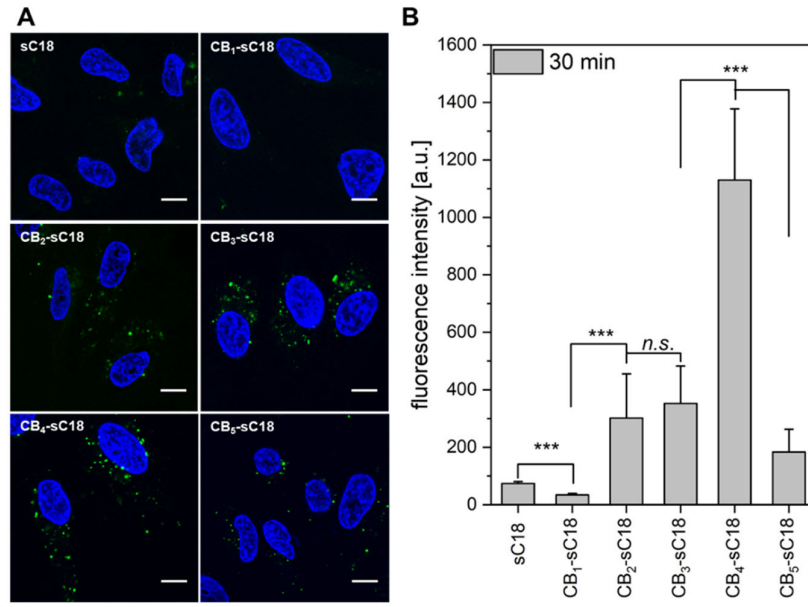 A
sC18
CB₁-sC18
CB₂-sC18
CB₃-sC18
CB₄-sC18
CB₅-sC18
B
fluorescence intensity [a.u.]
1600
1400
1200
1000
800
600
400
200
0
30 min
***
***
n.s.
***
sC18
CB₁-sC18
CB₂-sC18
CB₃-sC18
CB₄-sC18
CB₅-sC18